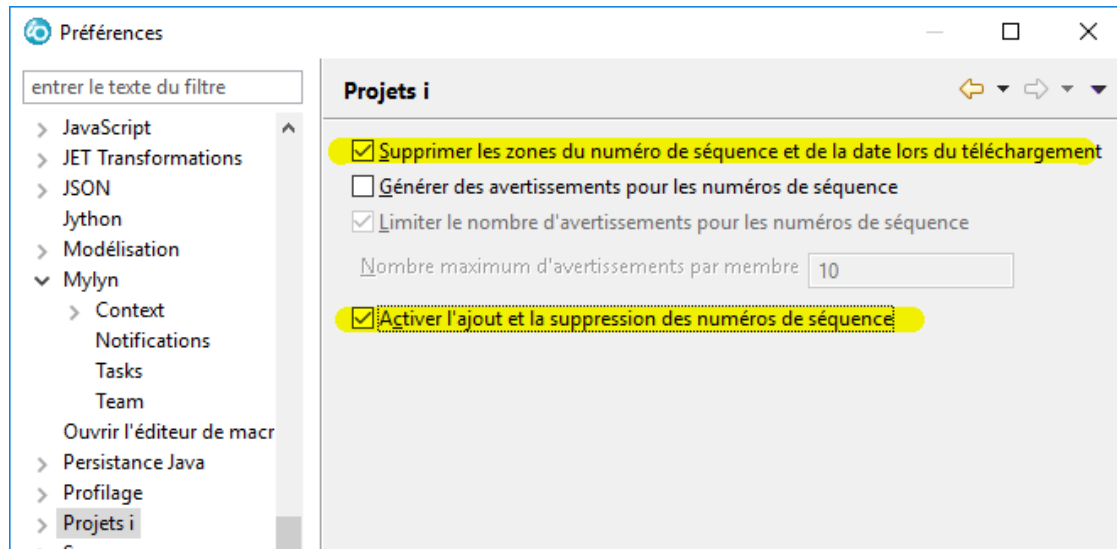 Préférences
entrer le texte du filtre
JavaScript
JET Transformations
JSON
Jython
Modélisation
Mylyn
Context
Notifications
Tasks
Team
Ouvrir l'éditeur de macr
Persistance Java
Profilage
Projets i
Projets i
Supprimer les zones du numéro de séquence et de la date lors du téléchargement
Générer des avertissements pour les numéros de séquence
Limiter le nombre d'avertissements pour les numéros de séquence
Nombre maximum d'avertissements par membre 10
Activer l'ajout et la suppression des numéros de séquence